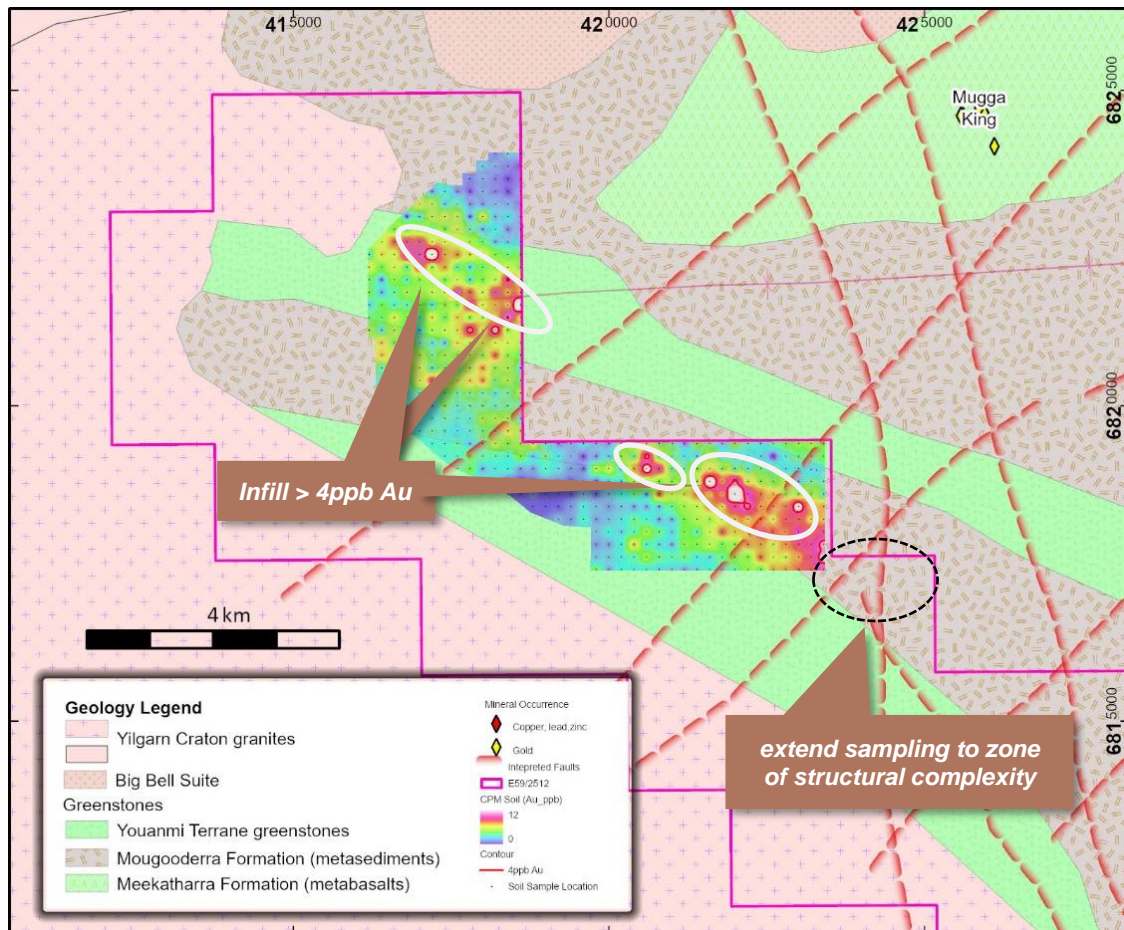 415000
420000
425000
6825000
Mugga
King
6820000
Infill > 4ppb Au
4 km
6815000
extend sampling to zone
of structural complexity
Geology Legend
Yilgarn Craton granites
Big Bell Suite
Greenstones
Youanmi Terrane greenstones
Mougooderra Formation (metasediments)
Meekatharra Formation (metabasalts)
Mineral Occurrence
Copper, lead,zinc
Gold
Intepreted Faults
E59/2512
CPM Soil (Au_ppb)
12
0
Contour
4ppb Au
Soil Sample Location